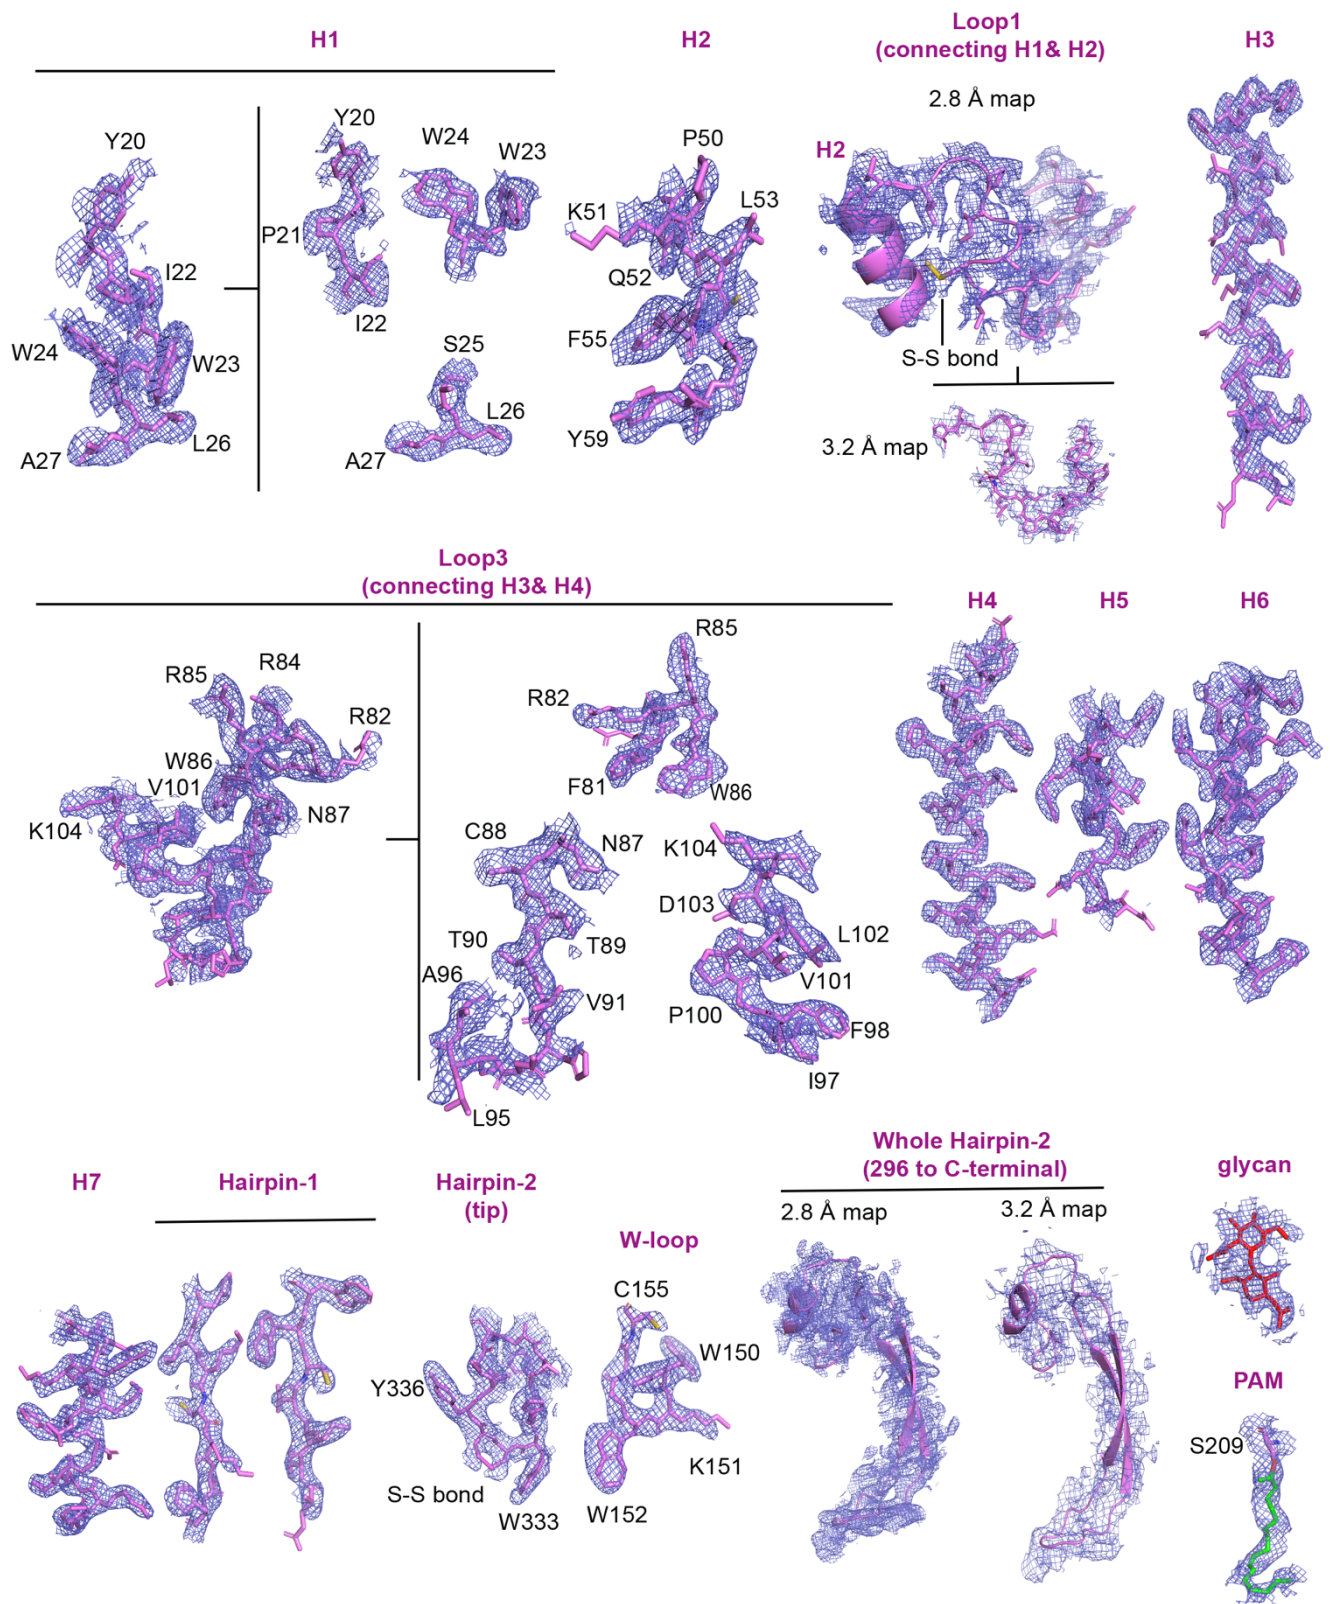 H1
H2
Loop1
(connecting H1& H2)
H3
2.8 Å map
Y20
Y20
W24
W23
P50
H2
K51
L53
P21
I22
Q52
I22
W24
W23
S25
F55
S-S bond
L26
L26
A27
A27
Y59
3.2 Å map
Loop3
(connecting H3& H4)
H4
H5
H6
R85
R85
R84
R82
R82
W86
V101
F81
W86
K104
N87
C88
N87
K104
D103
T90
T89
L102
A96
V101
V91
P100
F98
I97
L95
Whole Hairpin-2
(296 to C-terminal)
H7
Hairpin-1
Hairpin-2
(tip)
glycan
2.8 Å map
3.2 Å map
W-loop
C155
W150
Y336
PAM
S209
K151
S-S bond
W333
W152